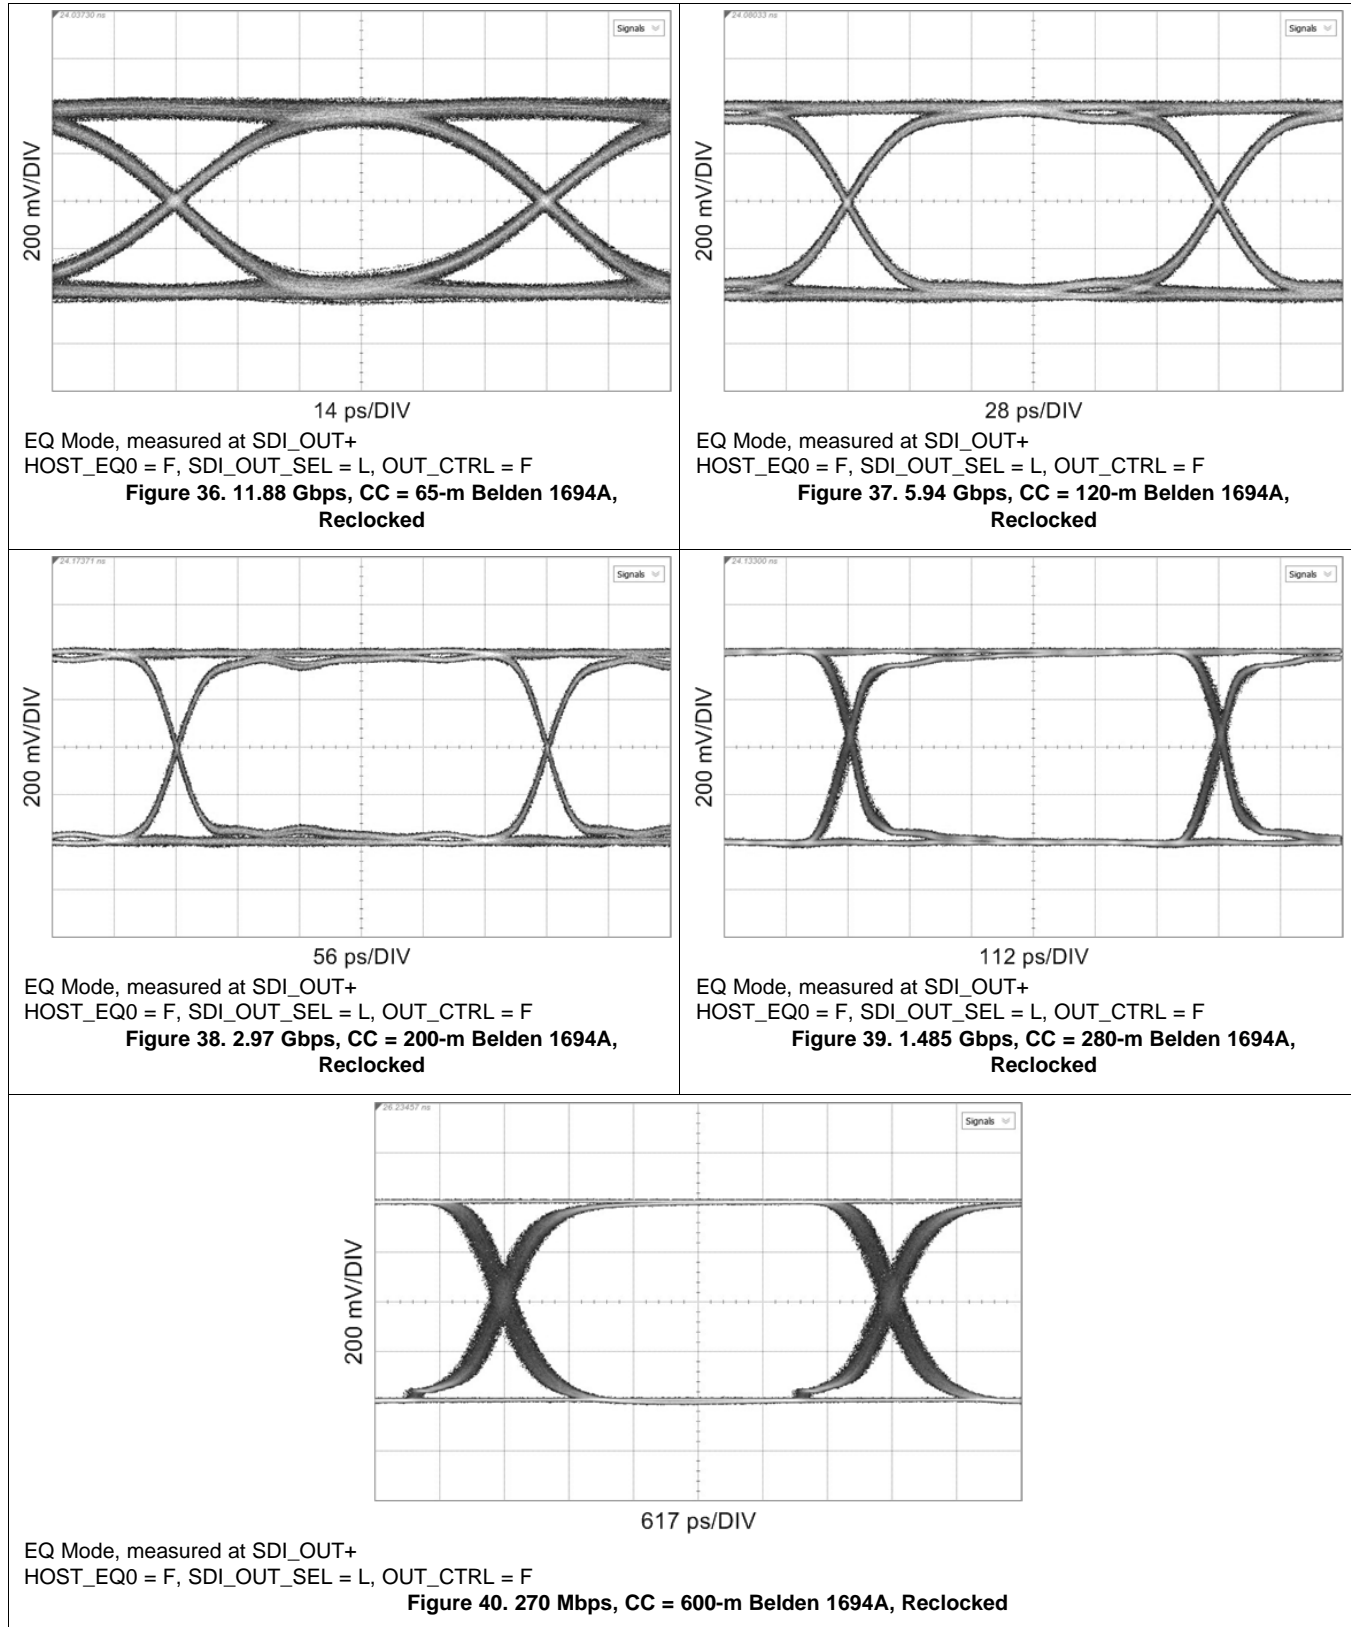 24.03730 ns
Signals
200 mV/DIV
14 ps/DIV
EQ Mode, measured at SDI_OUT+
HOST_EQ0 = F, SDI_OUT_SEL = L, OUT_CTRL = F
Figure 36. 11.88 Gbps, CC = 65-m Belden 1694A,
Reclocked
24.08033 ns
Signals
200 mV/DIV
28 ps/DIV
EQ Mode, measured at SDI_OUT+
HOST_EQ0 = F, SDI_OUT_SEL = L, OUT_CTRL = F
Figure 37. 5.94 Gbps, CC = 120-m Belden 1694A,
Reclocked
24.17371 ns
Signals
200 mV/DIV
56 ps/DIV
EQ Mode, measured at SDI_OUT+
HOST_EQ0 = F, SDI_OUT_SEL = L, OUT_CTRL = F
Figure 38. 2.97 Gbps, CC = 200-m Belden 1694A,
Reclocked
24.13300 ns
Signals
200 mV/DIV
112 ps/DIV
EQ Mode, measured at SDI_OUT+
HOST_EQ0 = F, SDI_OUT_SEL = L, OUT_CTRL = F
Figure 39. 1.485 Gbps, CC = 280-m Belden 1694A,
Reclocked
26.23457 ns
Signals
200 mV/DIV
617 ps/DIV
EQ Mode, measured at SDI_OUT+
HOST_EQ0 = F, SDI_OUT_SEL = L, OUT_CTRL = F
Figure 40. 270 Mbps, CC = 600-m Belden 1694A, Reclocked